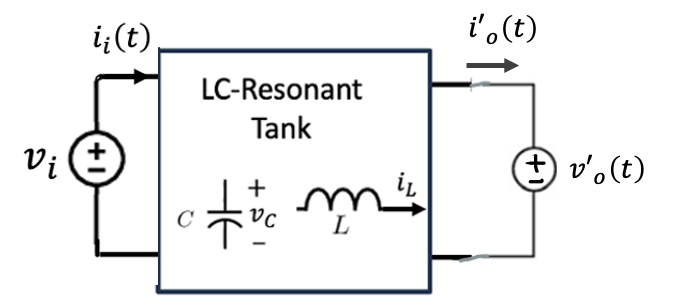 i_i(t)
i'_o(t)
LC-Resonant
Tank
v_i
+
−
C
+
v_C
−
L
i_L
+
−
v'_o(t)